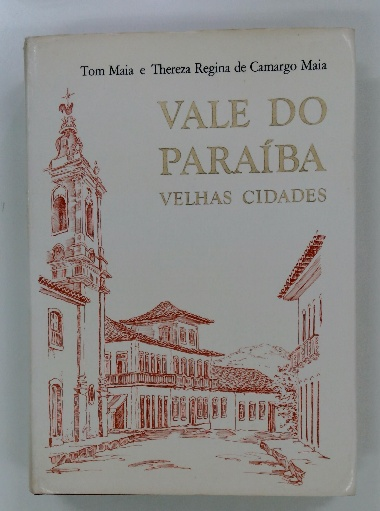 Tom Maia e Thereza Regina de Camargo Maia
VALE DO
PARAÍBA
VELHAS CIDADES